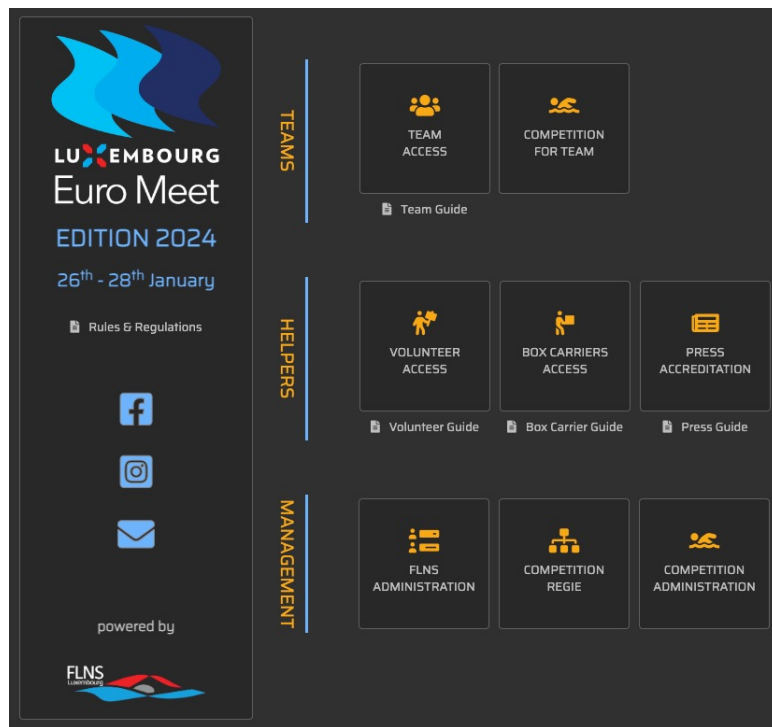 LUXEMBOURG
Euro Meet
EDITION 2024
26th - 28th January
Rules & Regulations
powered by
FLNS
Luxembourg
TEAMS
TEAM
ACCESS
COMPETITION
FOR TEAM
Team Guide
HELPERS
VOLUNTEER
ACCESS
BOX CARRIERS
ACCESS
PRESS
ACCREDITATION
Volunteer Guide
Box Carrier Guide
Press Guide
MANAGEMENT
FLNS
ADMINISTRATION
COMPETITION
REGIE
COMPETITION
ADMINISTRATION